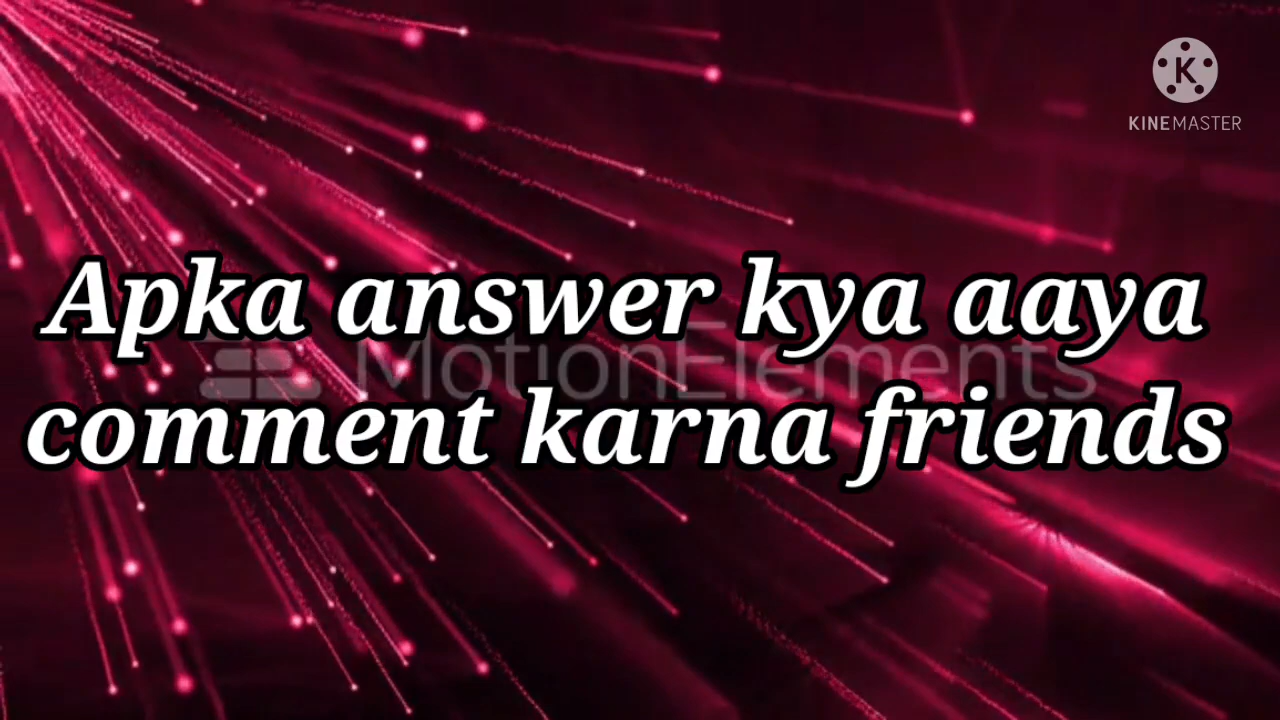 KINEMASTER
Apka answer kya aaya
MotionElements
comment karna friends